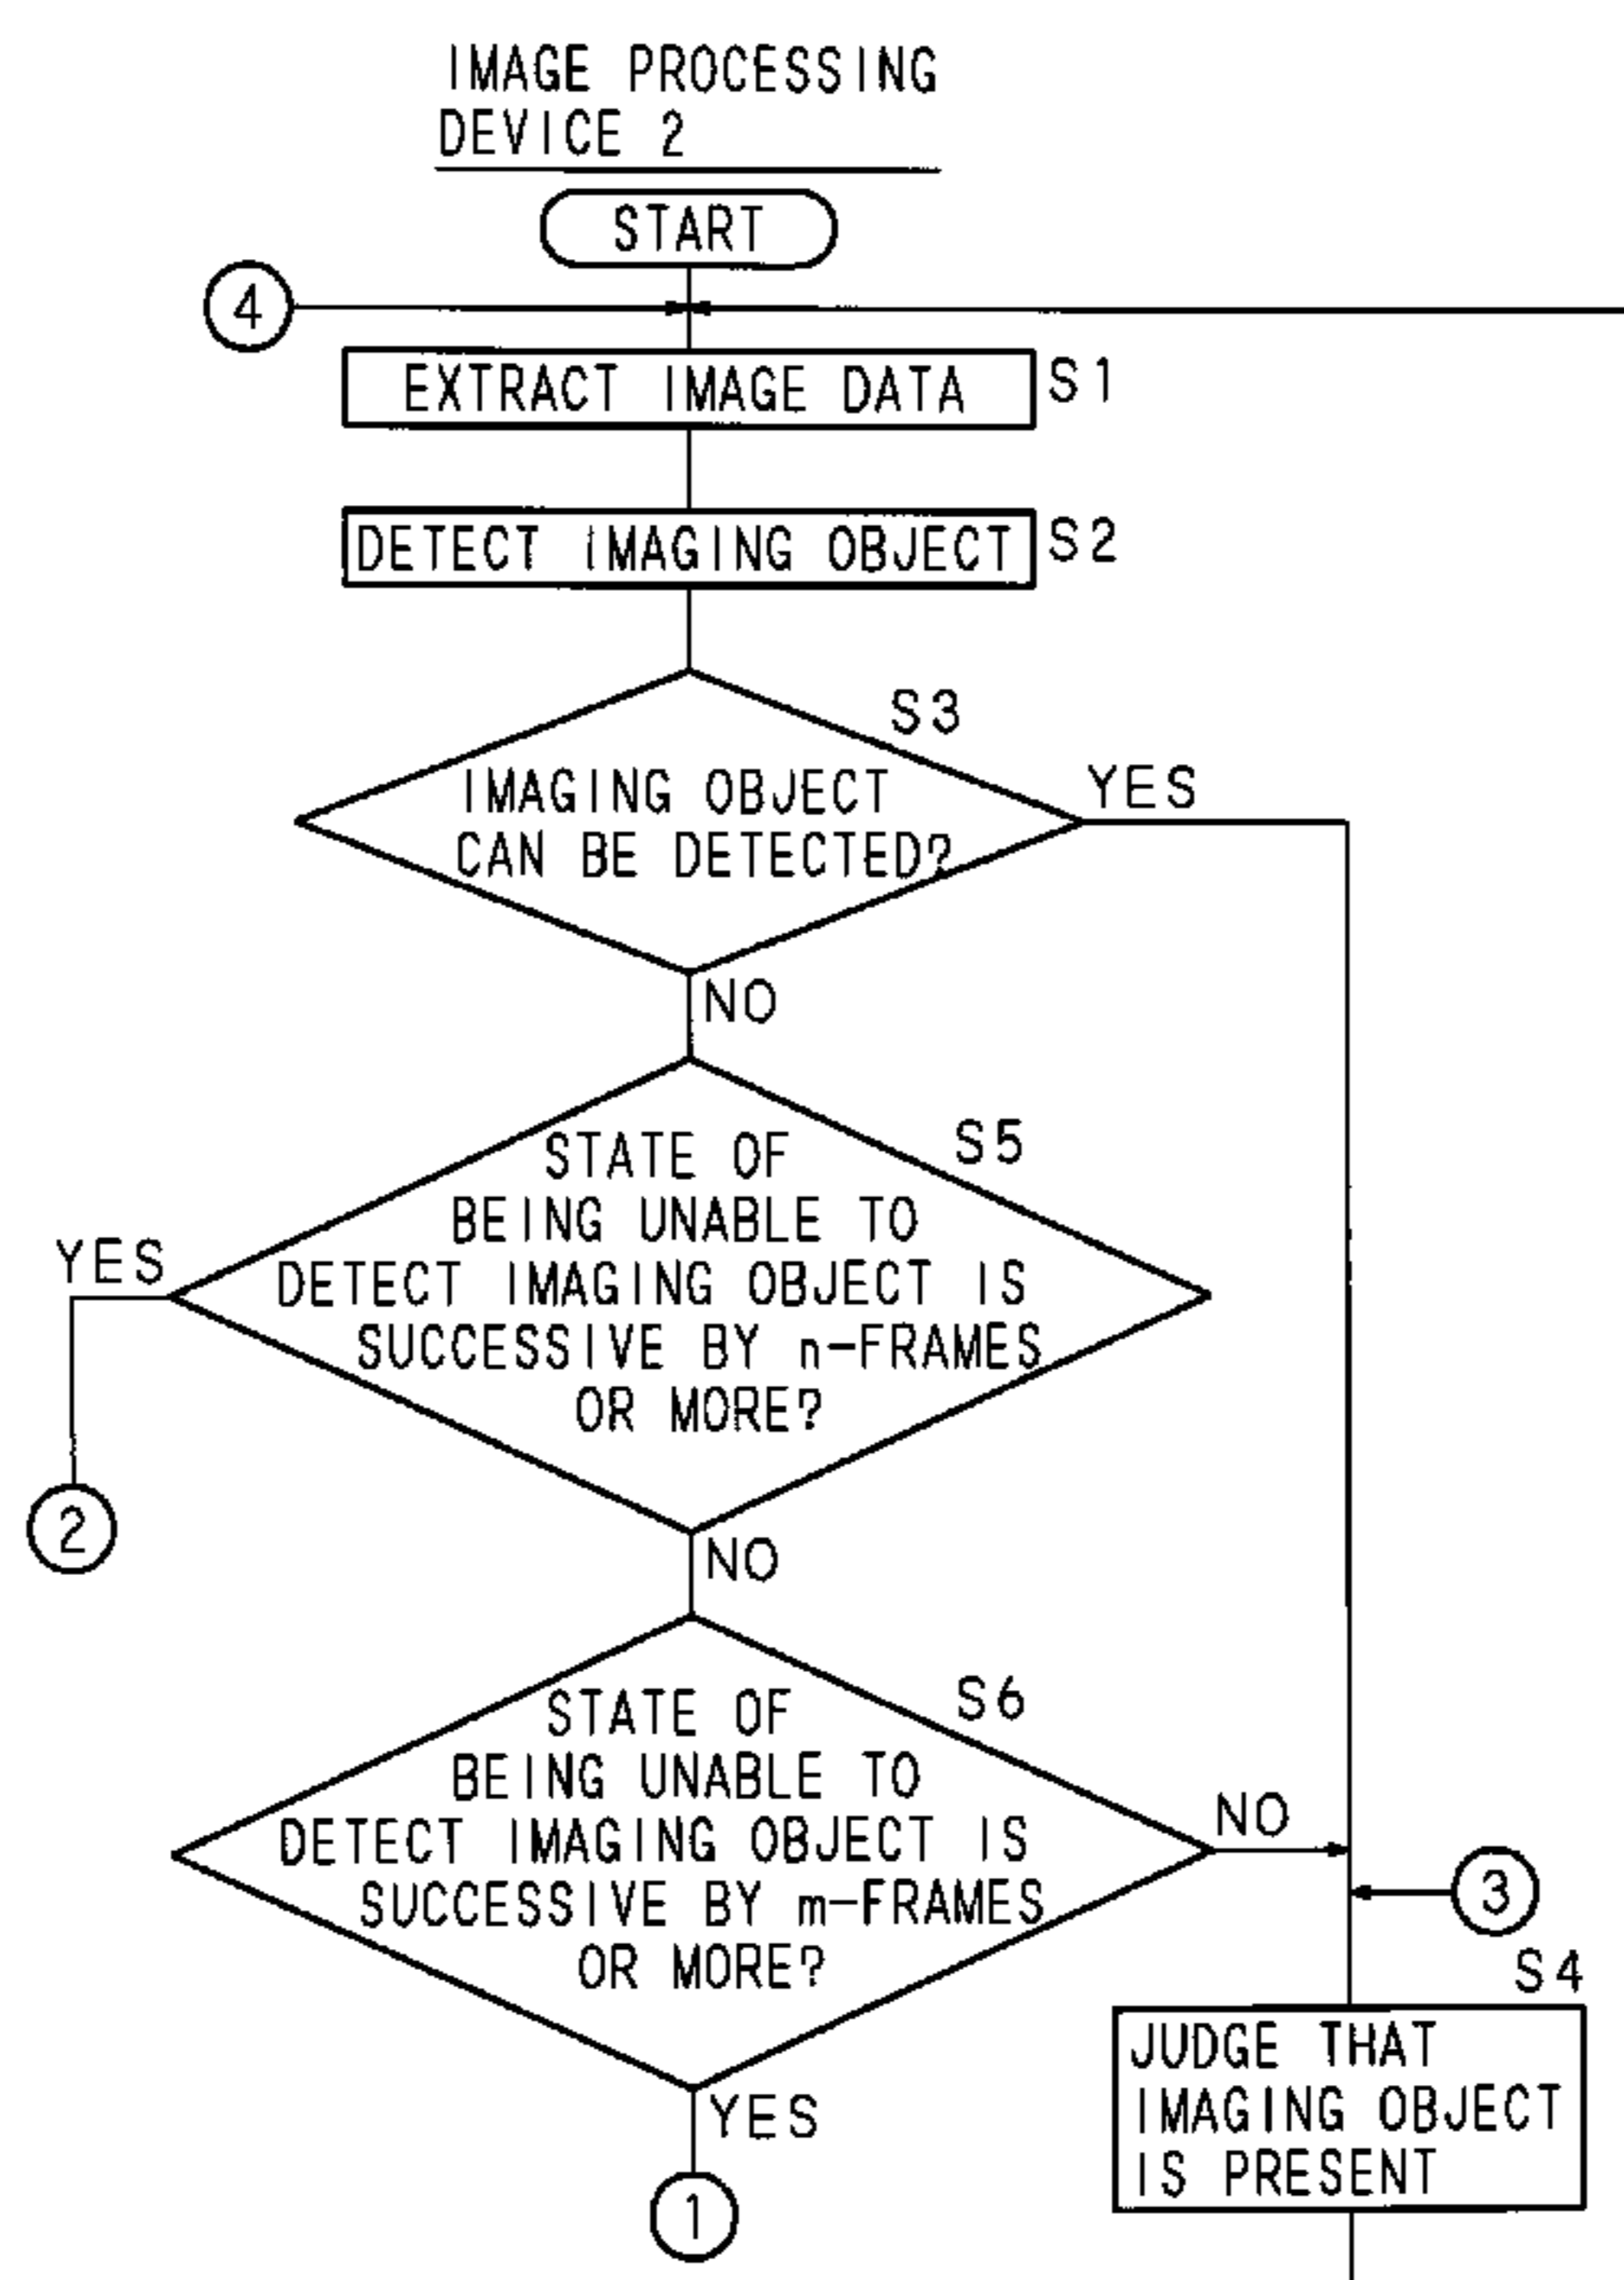 IMAGE PROCESSING
DEVICE 2
START
4
EXTRACT IMAGE DATA
S1
DETECT IMAGING OBJECT
S2
S3
IMAGING OBJECT
CAN BE DETECTED?
YES
NO
S5
STATE OF
BEING UNABLE TO
DETECT IMAGING OBJECT IS
SUCCESSIVE BY n-FRAMES
OR MORE?
YES
2
NO
S6
STATE OF
BEING UNABLE TO
DETECT IMAGING OBJECT IS
SUCCESSIVE BY m-FRAMES
OR MORE?
NO
3
S4
JUDGE THAT
IMAGING OBJECT
IS PRESENT
YES
1